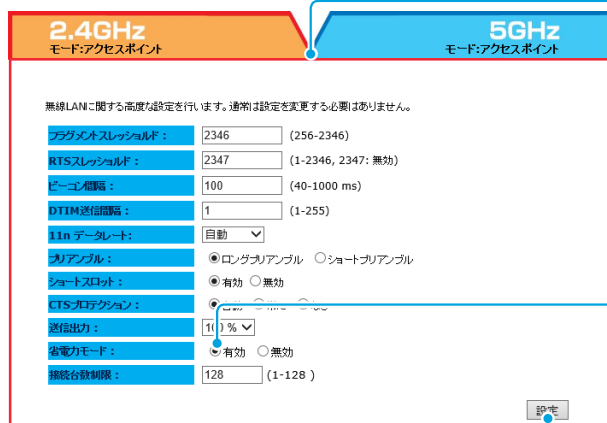 2.4GHz
モード:アクセスポイント
5GHz
モード:アクセスポイント
無線LANに関する高度な設定を行います。通常は設定を変更する必要はありません。
フラグメントスレッショルド： 2346 (256-2346)
RTSスレッショルド： 2347 (1-2346, 2347: 無効)
ビーコン間隔： 100 (40-1000 ms)
DTIM送信間隔： 1 (1-255)
11n データレート： 自動
プリアンブル： ロングプリアンブル ショートプリアンブル
ショートスロット： 有効 無効
CTSプロテクション：
送信出力： 100 %
省電力モード： 有効 無効
接続台数制限： 128 (1-128 )
設定